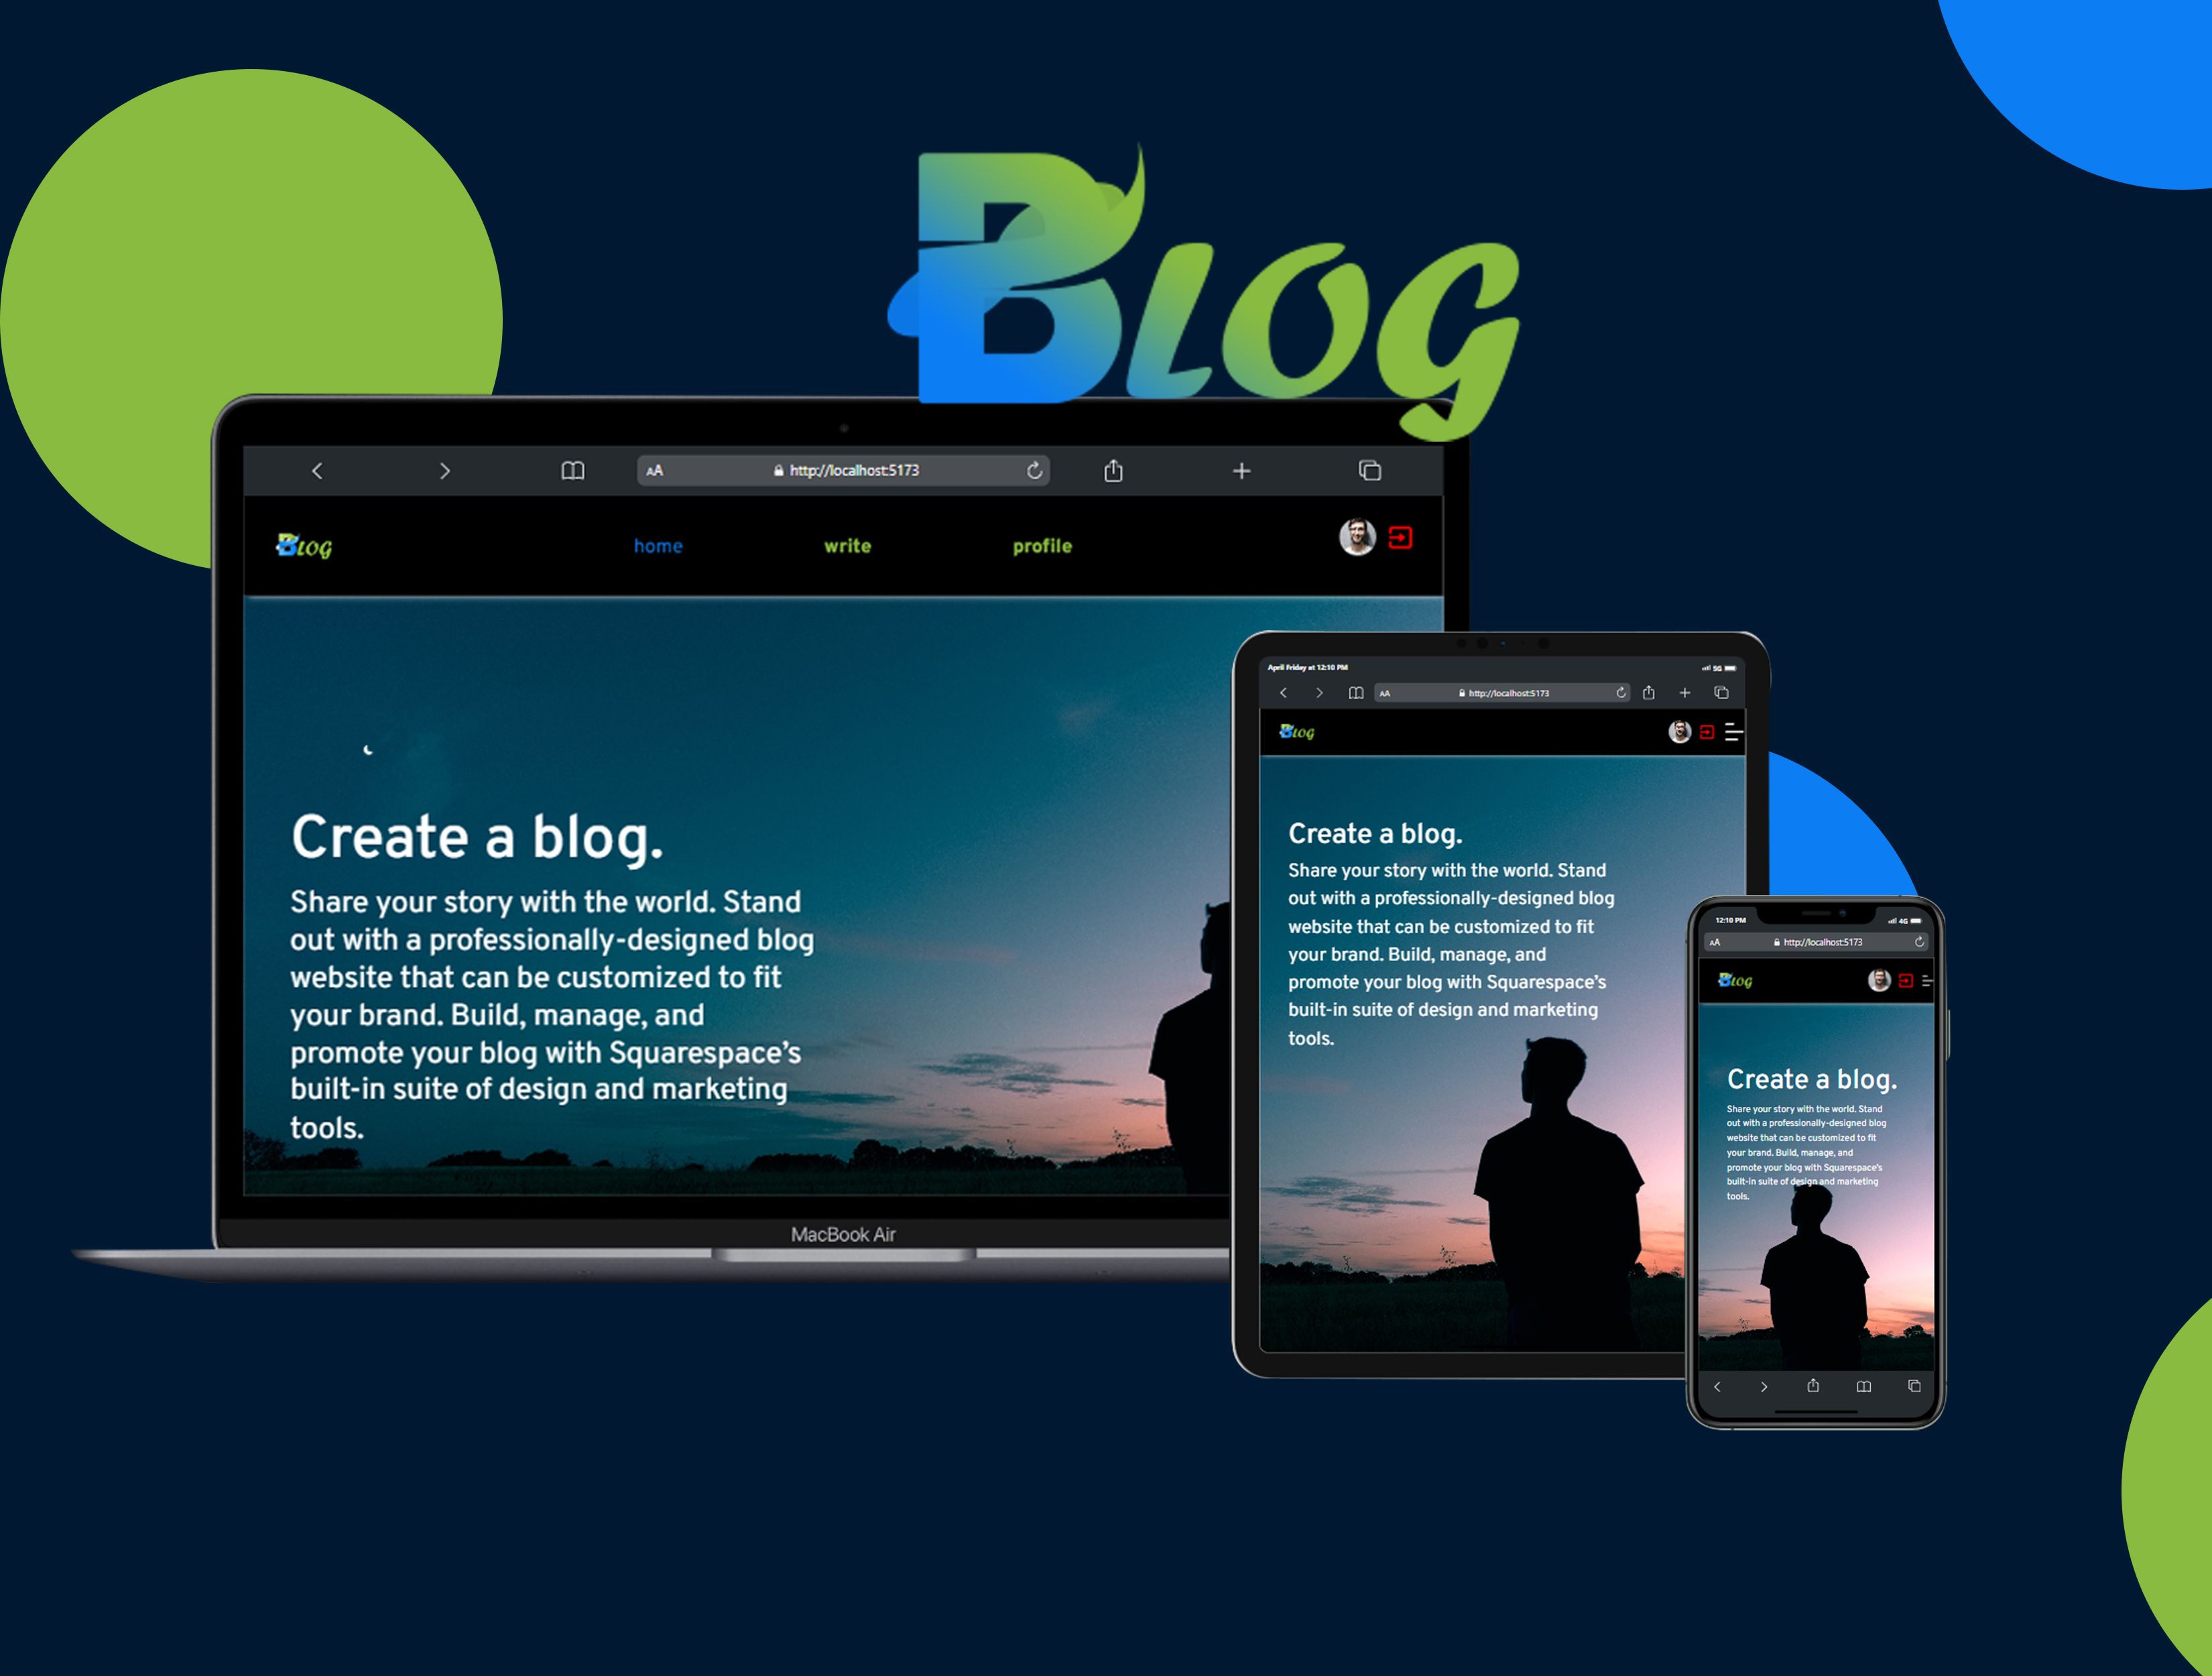 BLOG
AA http://localhost:5173
BLOG home write profile
Create a blog.
Share your story with the world. Stand
out with a professionally-designed blog
website that can be customized to fit
your brand. Build, manage, and
promote your blog with Squarespace’s
built-in suite of design and marketing
tools.
MacBook Air
April Friday at 12:10 PM 5G
AA http://localhost:5173
BLOG
Create a blog.
Share your story with the world. Stand
out with a professionally-designed blog
website that can be customized to fit
your brand. Build, manage, and
promote your blog with Squarespace’s
built-in suite of design and marketing
tools.
12:10 PM 4G
AA http://localhost:5173
BLOG
Create a blog.
Share your story with the world. Stand
out with a professionally-designed blog
website that can be customized to fit
your brand. Build, manage, and
promote your blog with Squarespace’s
built-in suite of design and marketing
tools.